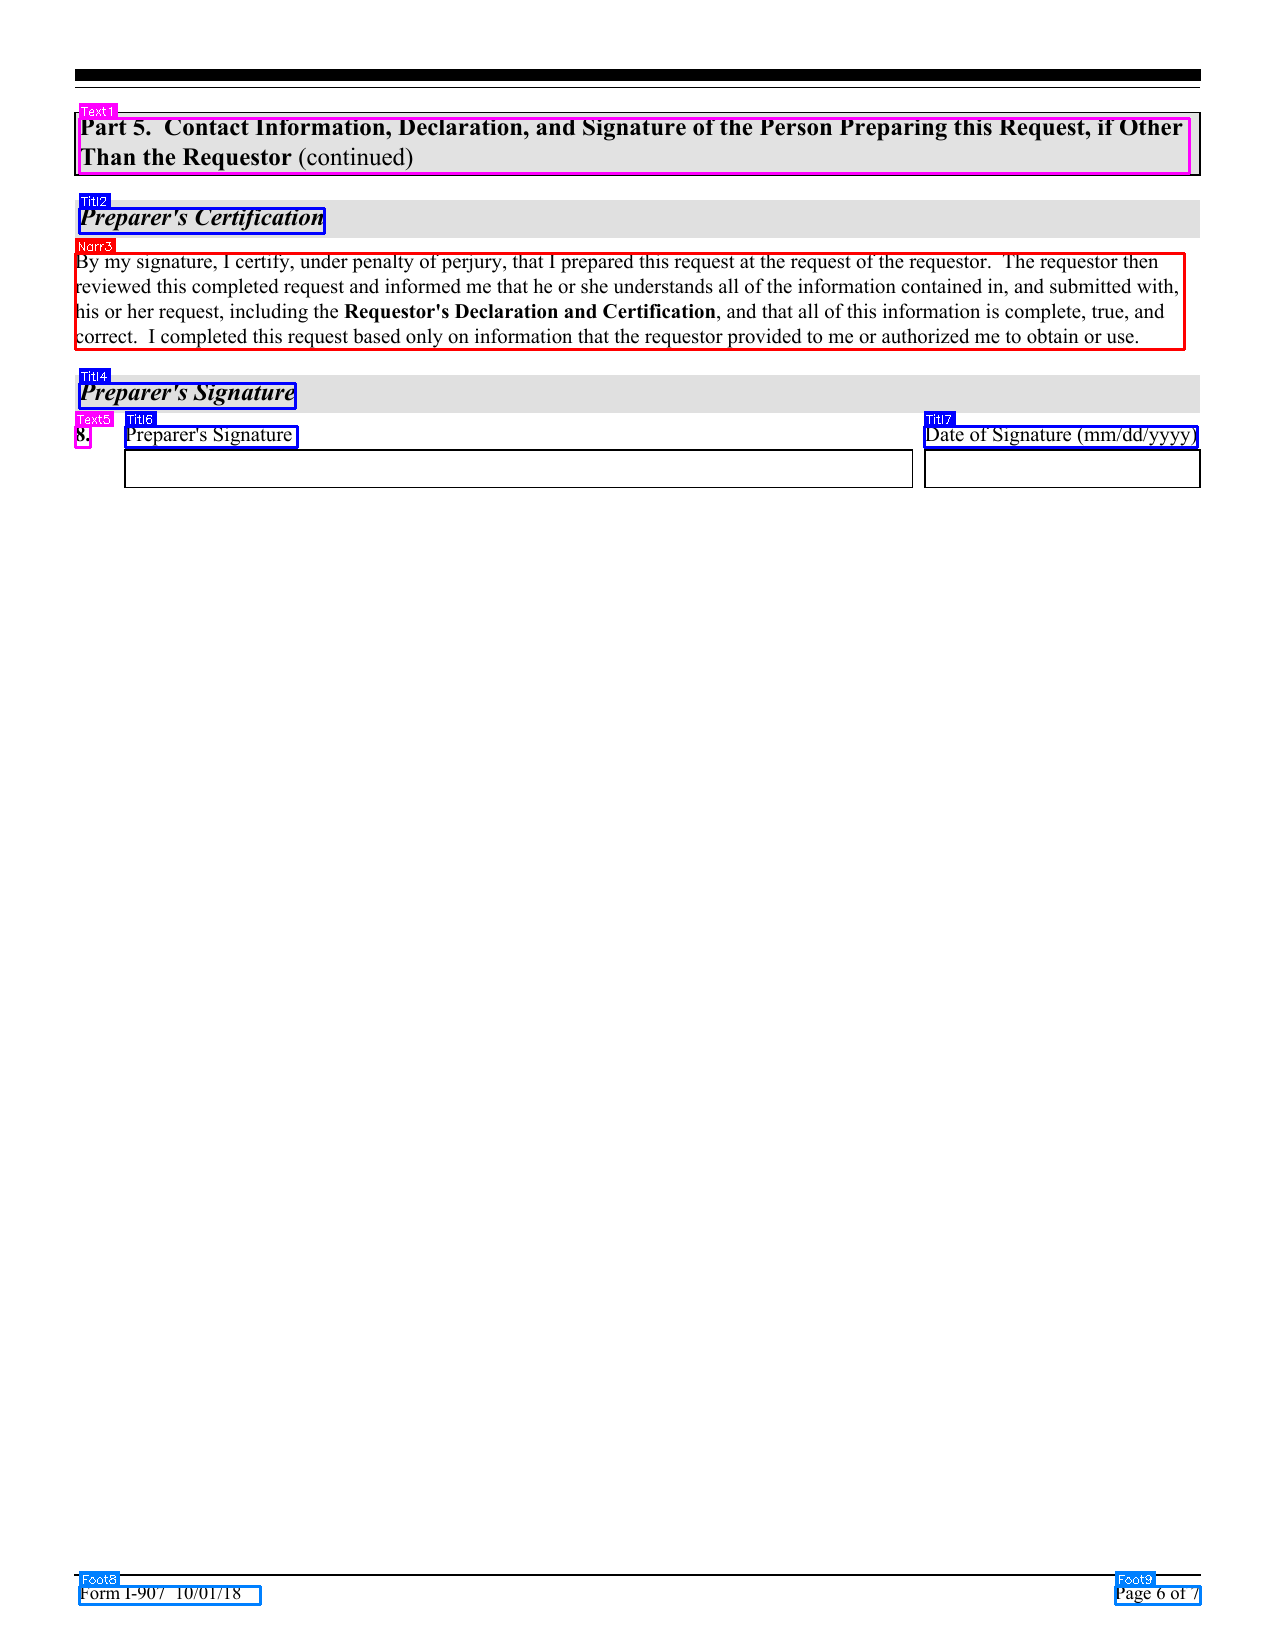 Text1
Part 5.  Contact Information, Declaration, and Signature of the Person Preparing this Request, if Other
Than the Requestor (continued)
Titl2
Preparer's Certification
Narr3
By my signature, I certify, under penalty of perjury, that I prepared this request at the request of the requestor.  The requestor then
reviewed this completed request and informed me that he or she understands all of the information contained in, and submitted with,
his or her request, including the Requestor's Declaration and Certification, and that all of this information is complete, true, and
correct.  I completed this request based only on information that the requestor provided to me or authorized me to obtain or use.
Titl4
Preparer's Signature
Text5 Titl6 Titl7
8. Preparer's Signature Date of Signature (mm/dd/yyyy)
Foot8 Foot9
Form I-907  10/01/18 Page 6 of 7